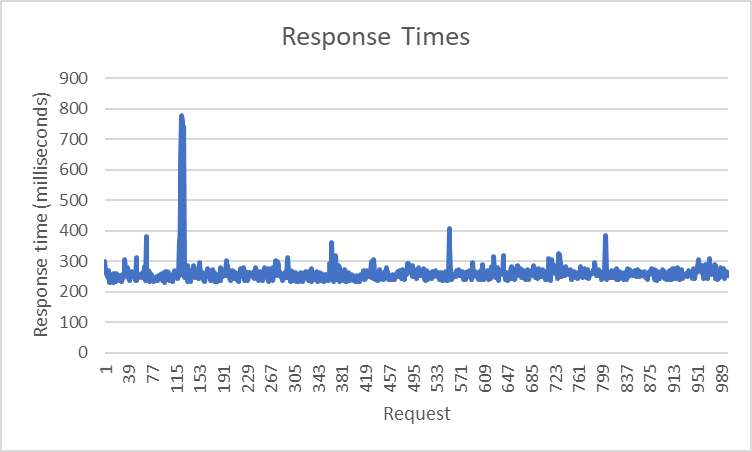 Response Times
Response time (milliseconds)
900
800
700
600
500
400
300
200
100
0
1 39 77 115 153 191 229 267 305 343 381 419 457 495 533 571 609 647 685 723 761 799 837 875 913 951 989
Request